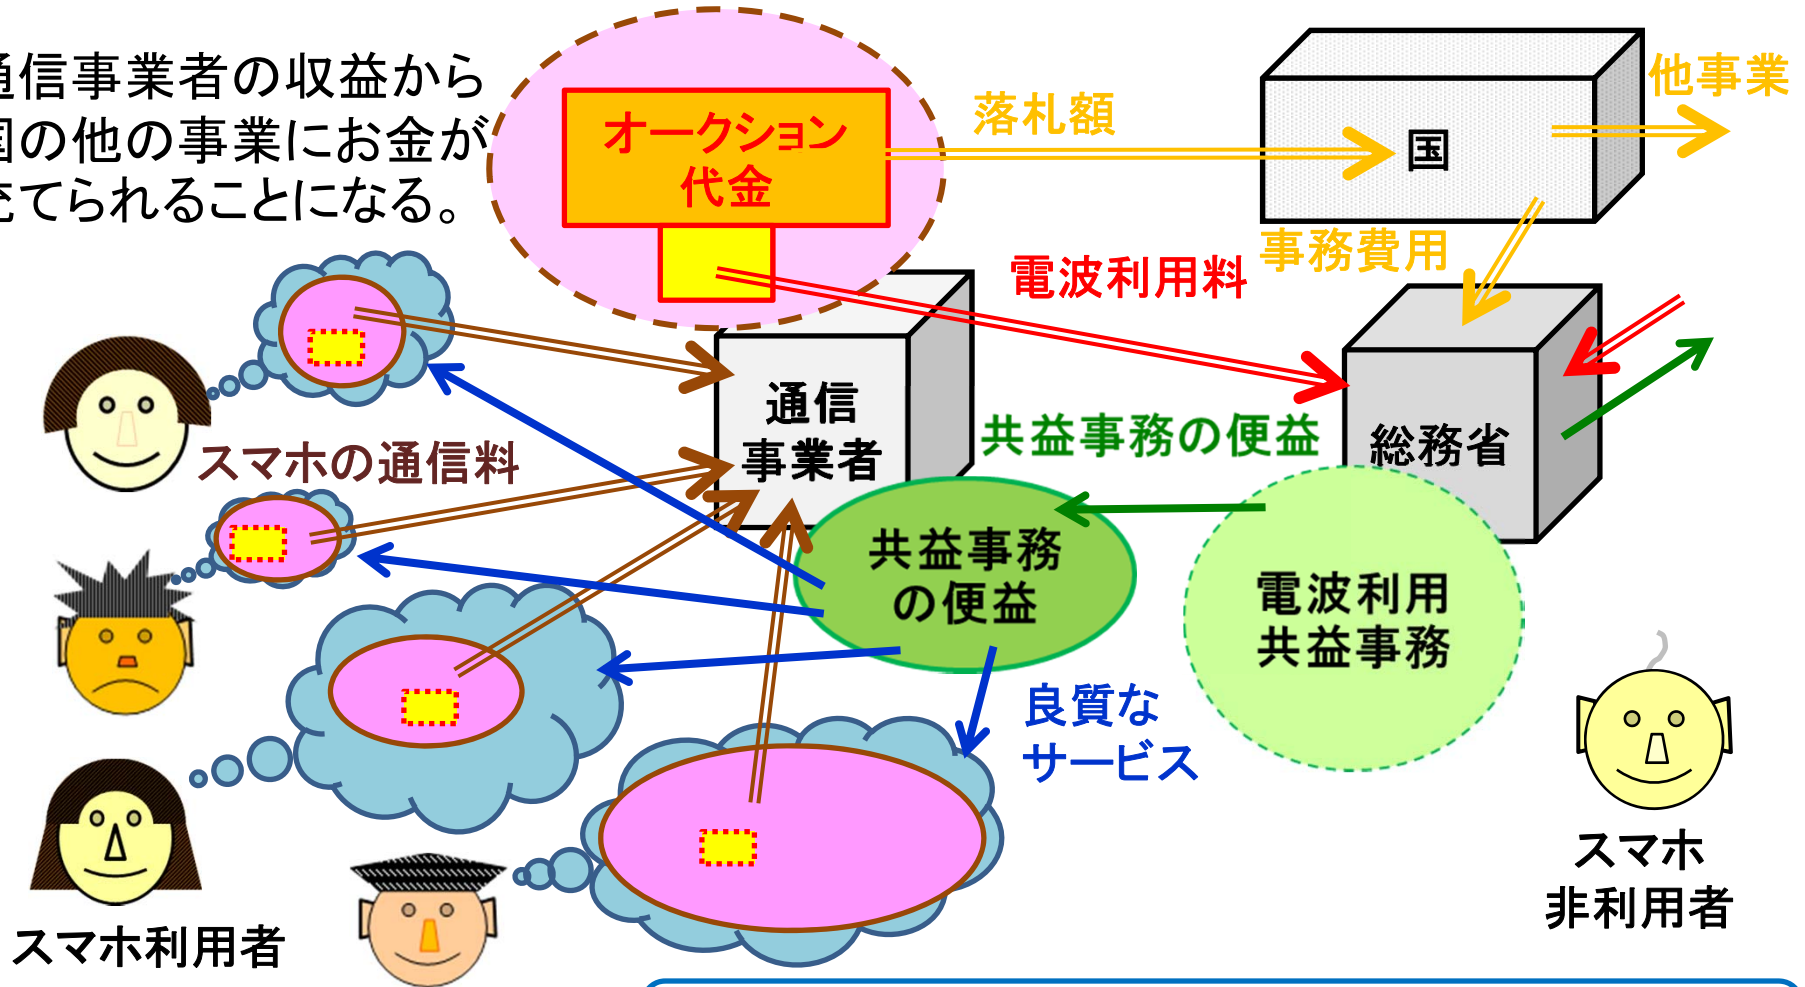 通信事業者の収益から
国の他の事業にお金が
充てられることになる。
オークション
代金
落札額
国
他事業
事務費用
電波利用料
通信
事業者
共益事務の便益
総務省
スマホの通信料
共益事務
の便益
電波利用
共益事務
良質な
サービス
スマホ
非利用者
スマホ利用者